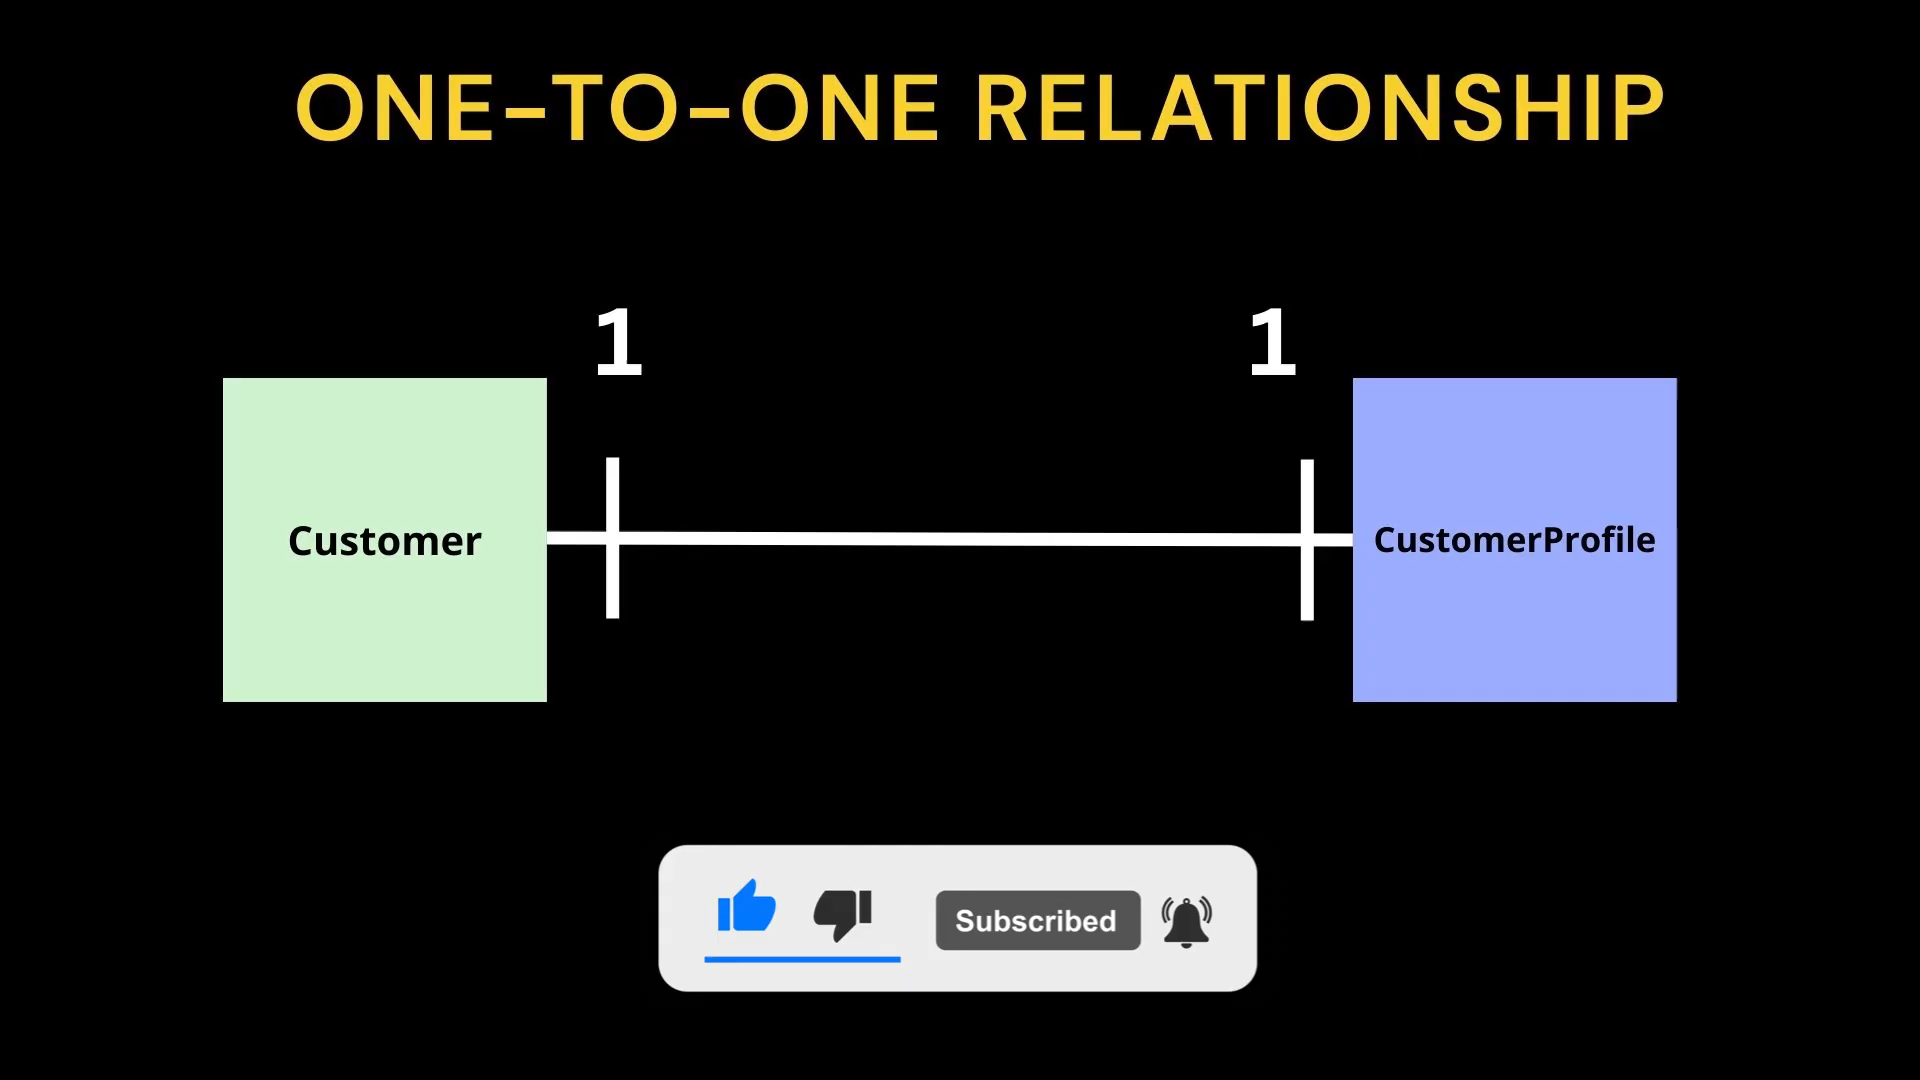 ONE-TO-ONE RELATIONSHIP
1 1
Customer CustomerProfile
Subscribed